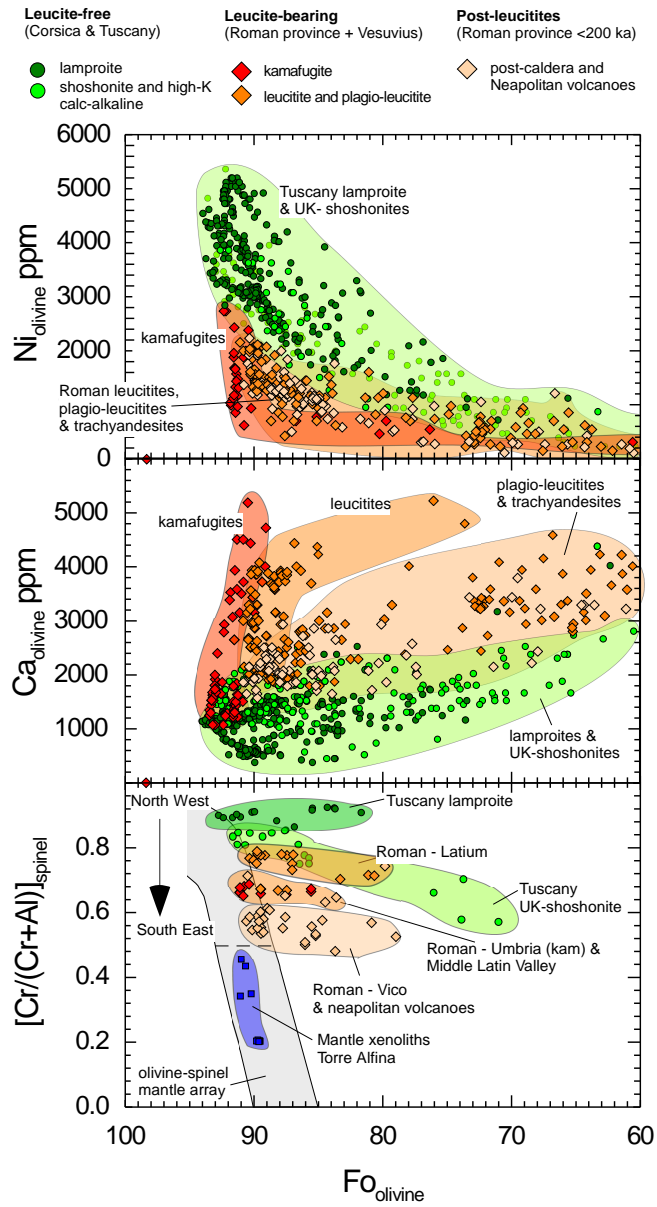 Leucite-free
(Corsica & Tuscany)
lamproite
shoshonite and high-K
calc-alkaline
Leucite-bearing
(Roman province + Vesuvius)
kamafugite
leucitite and plagio-leucitite
Post-leucitites
(Roman province <200 ka)
post-caldera and
Neapolitan volcanoes
6000
5000
4000
3000
2000
1000
0
Ni olivine ppm
Tuscany lamproite
& UK- shoshonites
kamafugites
Roman leucitites,
plagio-leucitites
& trachyandesites
5000
4000
3000
2000
1000
Ca olivine ppm
kamafugites
leucitites
plagio-leucitites
& trachyandesites
lamproites &
UK-shoshonites
0.8
0.6
0.4
0.2
0.0
[Cr/(Cr+Al)] spinel
North West
South East
Tuscany lamproite
Roman - Latium
Tuscany
UK-shoshonite
Roman - Umbria (kam) &
Middle Latin Valley
Roman - Vico
& neapolitan volcanoes
Mantle xenoliths
Torre Alfina
olivine-spinel
mantle array
100
90
80
70
60
Fo olivine